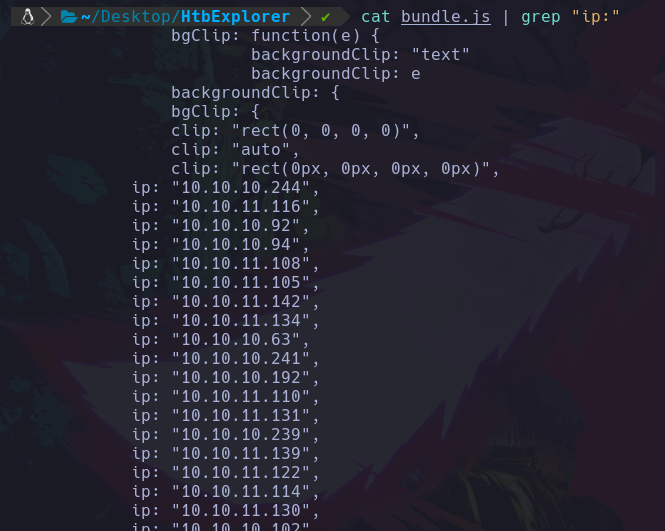 ~/Desktop/HtbExplorer ✔ cat bundle.js | grep "ip:"
bgClip: function(e) {
backgroundClip: "text"
backgroundClip: e
backgroundClip: {
bgClip: {
clip: "rect(0, 0, 0, 0)",
clip: "auto",
clip: "rect(0px, 0px, 0px, 0px)",
ip: "10.10.10.244",
ip: "10.10.11.116",
ip: "10.10.10.92",
ip: "10.10.10.94",
ip: "10.10.11.108",
ip: "10.10.11.105",
ip: "10.10.11.142",
ip: "10.10.11.134",
ip: "10.10.10.63",
ip: "10.10.10.241",
ip: "10.10.10.192",
ip: "10.10.11.110",
ip: "10.10.11.131",
ip: "10.10.10.239",
ip: "10.10.11.139",
ip: "10.10.11.122",
ip: "10.10.11.114",
ip: "10.10.11.130",
ip: "10.10.10.102",